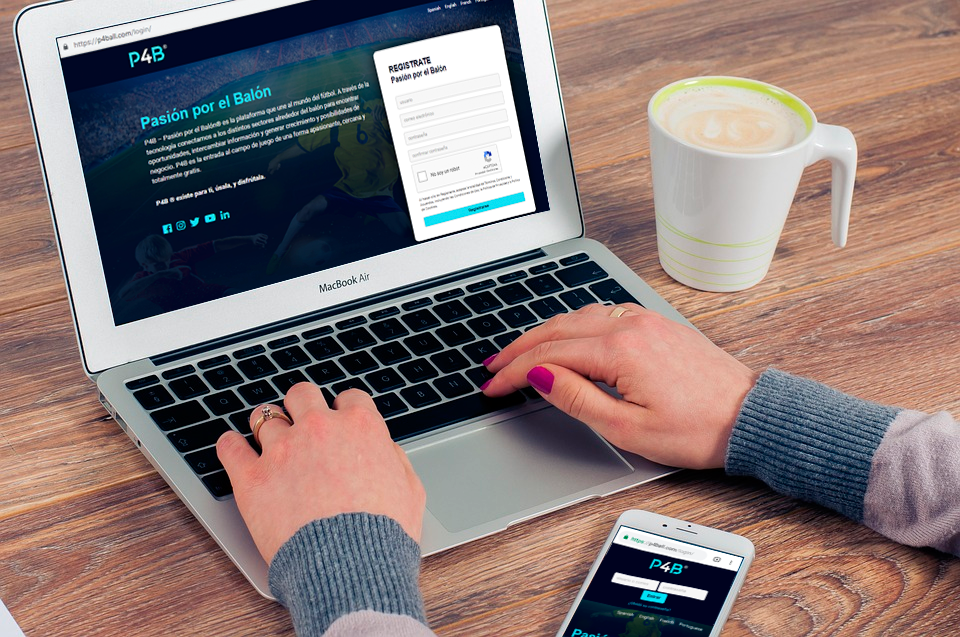 https://p4ball.com/login/
Spanish English French Portuguese
P4B®
Pasión por el Balón
P4B – Pasión por el Balón® es la plataforma que une al mundo del fútbol. A través de la
tecnología conectamos a los distintos sectores alrededor del balón para encontrar
oportunidades, intercambiar información y generar crecimiento y posibilidades de
negocio. P4B es la entrada al campo de juego de una forma apasionante, cercana y
totalmente gratis.
P4B ® existe para ti, úsala, y disfrútala.
REGISTRATE
Pasión por el Balón
usuario
correo electrónico
contraseña
confirmar contraseña
No soy un robot
reCAPTCHA
Registrarse
MacBook Air
https://p4ball.com/login/
P4B®
Entrar
Spanish English French Portuguese
Pasió